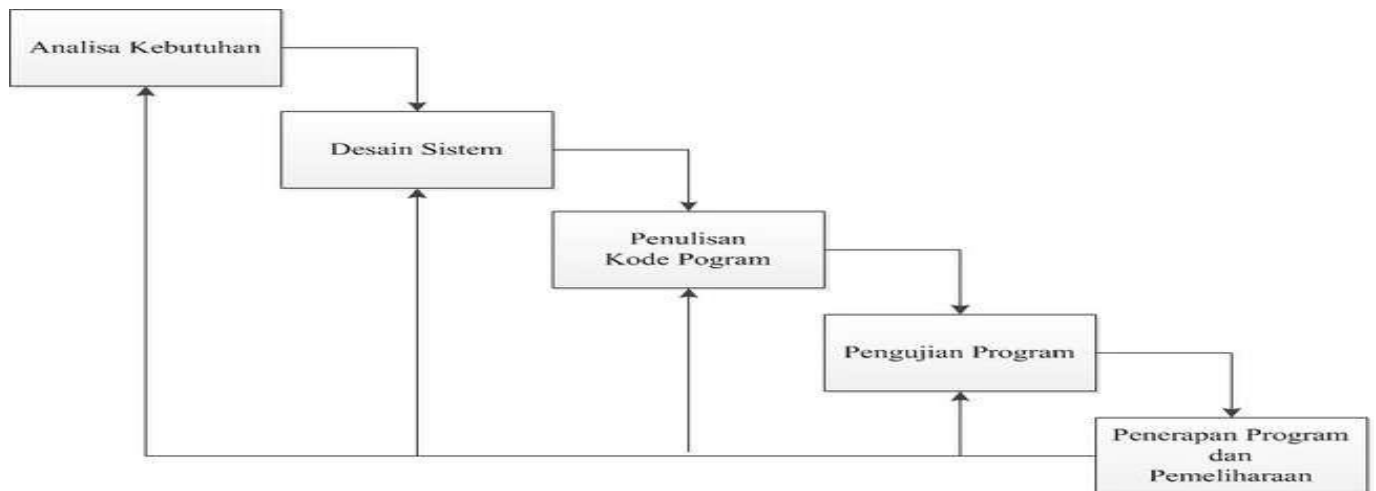 Analisa Kebutuhan
Desain Sistem
Penulisan
Kode Pogram
Pengujian Program
Penerapan Program
dan
Pemeliharaan